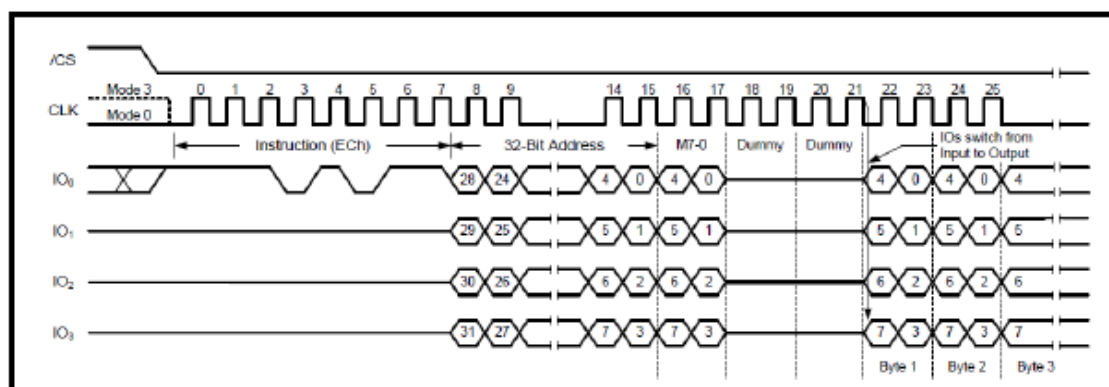 /CS
Mode 3 0 1 2 3 4 5 6 7 8 9 14 15 16 17 18 19 20 21 22 23 24 25
CLK
Mode 0
Instruction (ECh) 32-Bit Address M7-0 Dummy Dummy IOs switch from
Input to Output
IO0 28 24 4 0 4 0 4 0 4 0 4
IO1 29 25 5 1 5 1 5 1 5 1 5
IO2 30 26 6 2 6 2 6 2 6 2 6
IO3 31 27 7 3 7 3 7 3 7 3 7
Byte 1 Byte 2 Byte 3